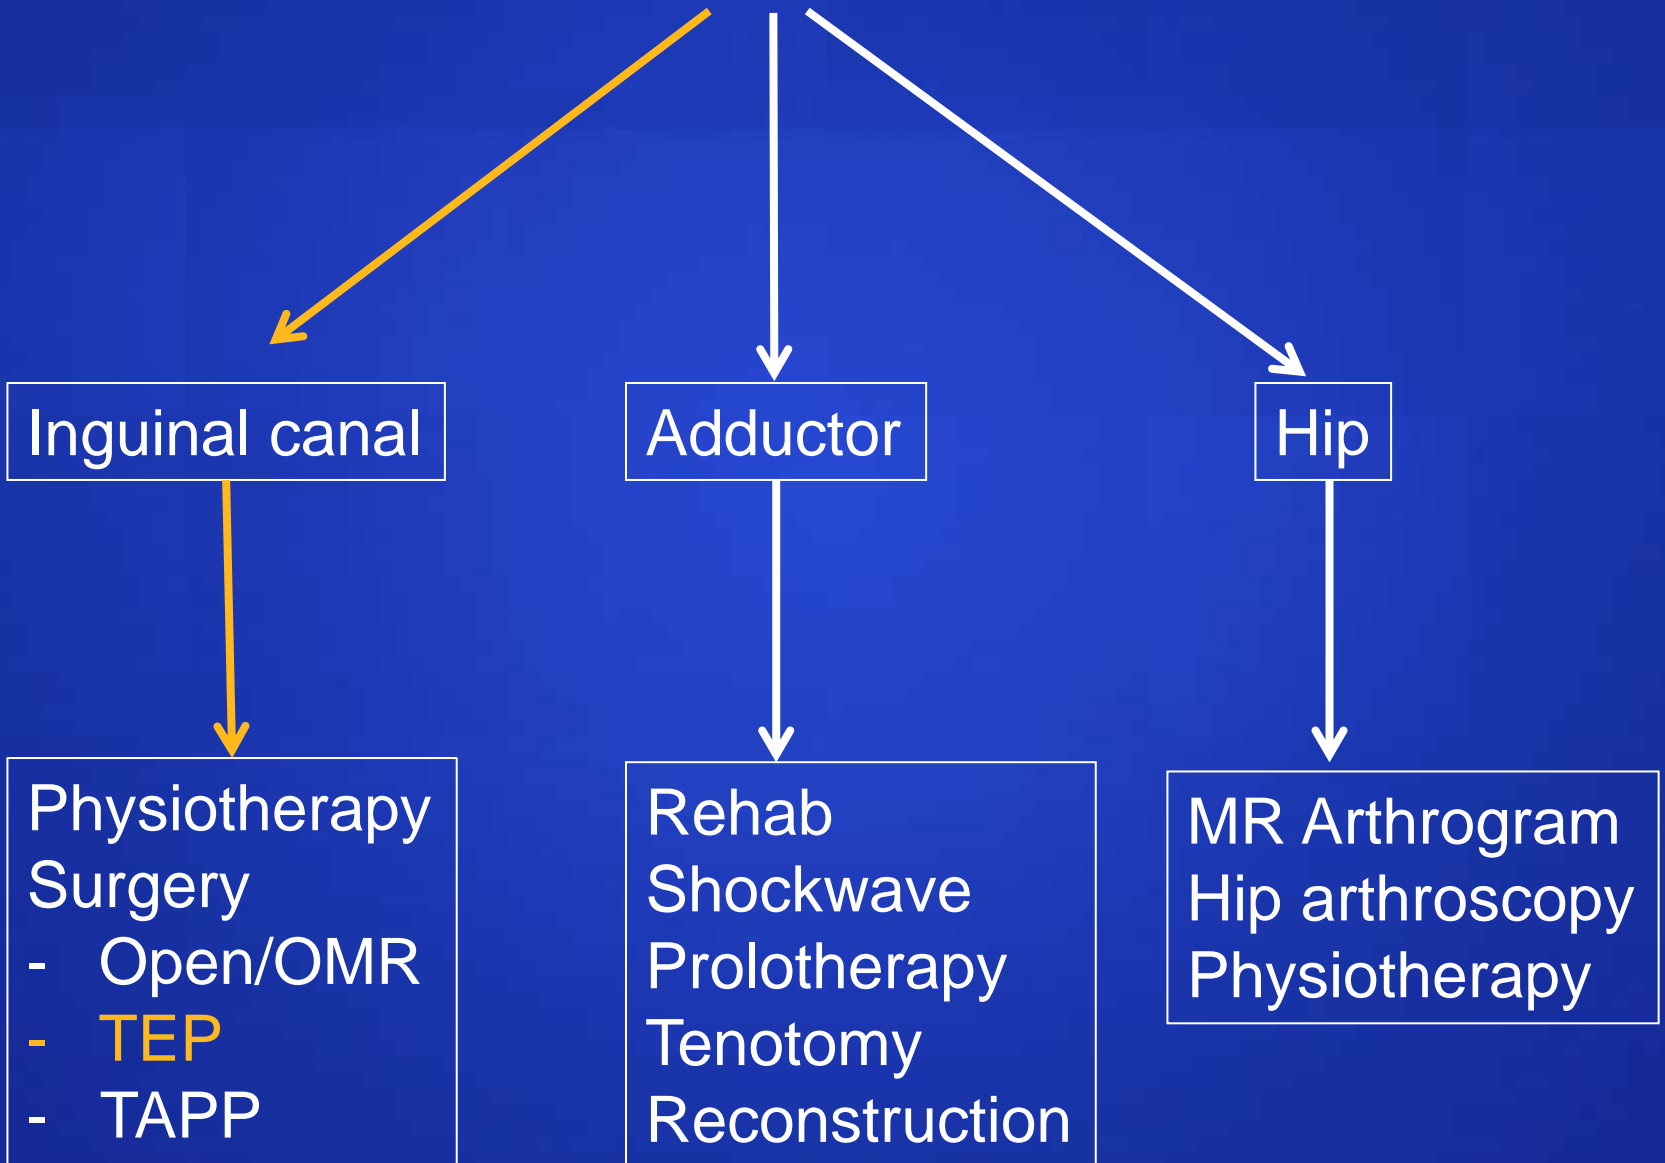 Inguinal canal
Adductor
Hip
Physiotherapy
Surgery
- Open/OMR
- TEP
- TAPP
Rehab
Shockwave
Prolotherapy
Tenotomy
Reconstruction
MR Arthrogram
Hip arthroscopy
Physiotherapy